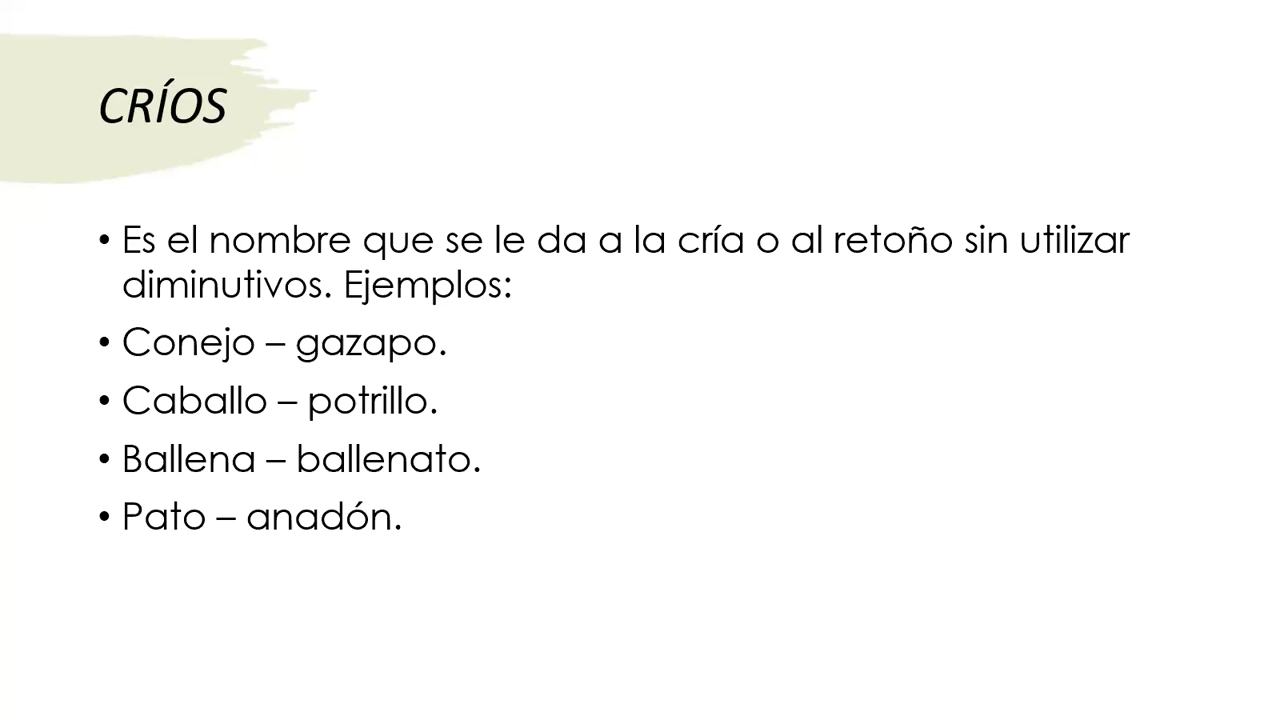 CRÍOS
• Es el nombre que se le da a la cría o al retoño sin utilizar
diminutivos. Ejemplos:
• Conejo – gazapo.
• Caballo – potrillo.
• Ballena – ballenato.
• Pato – anadón.